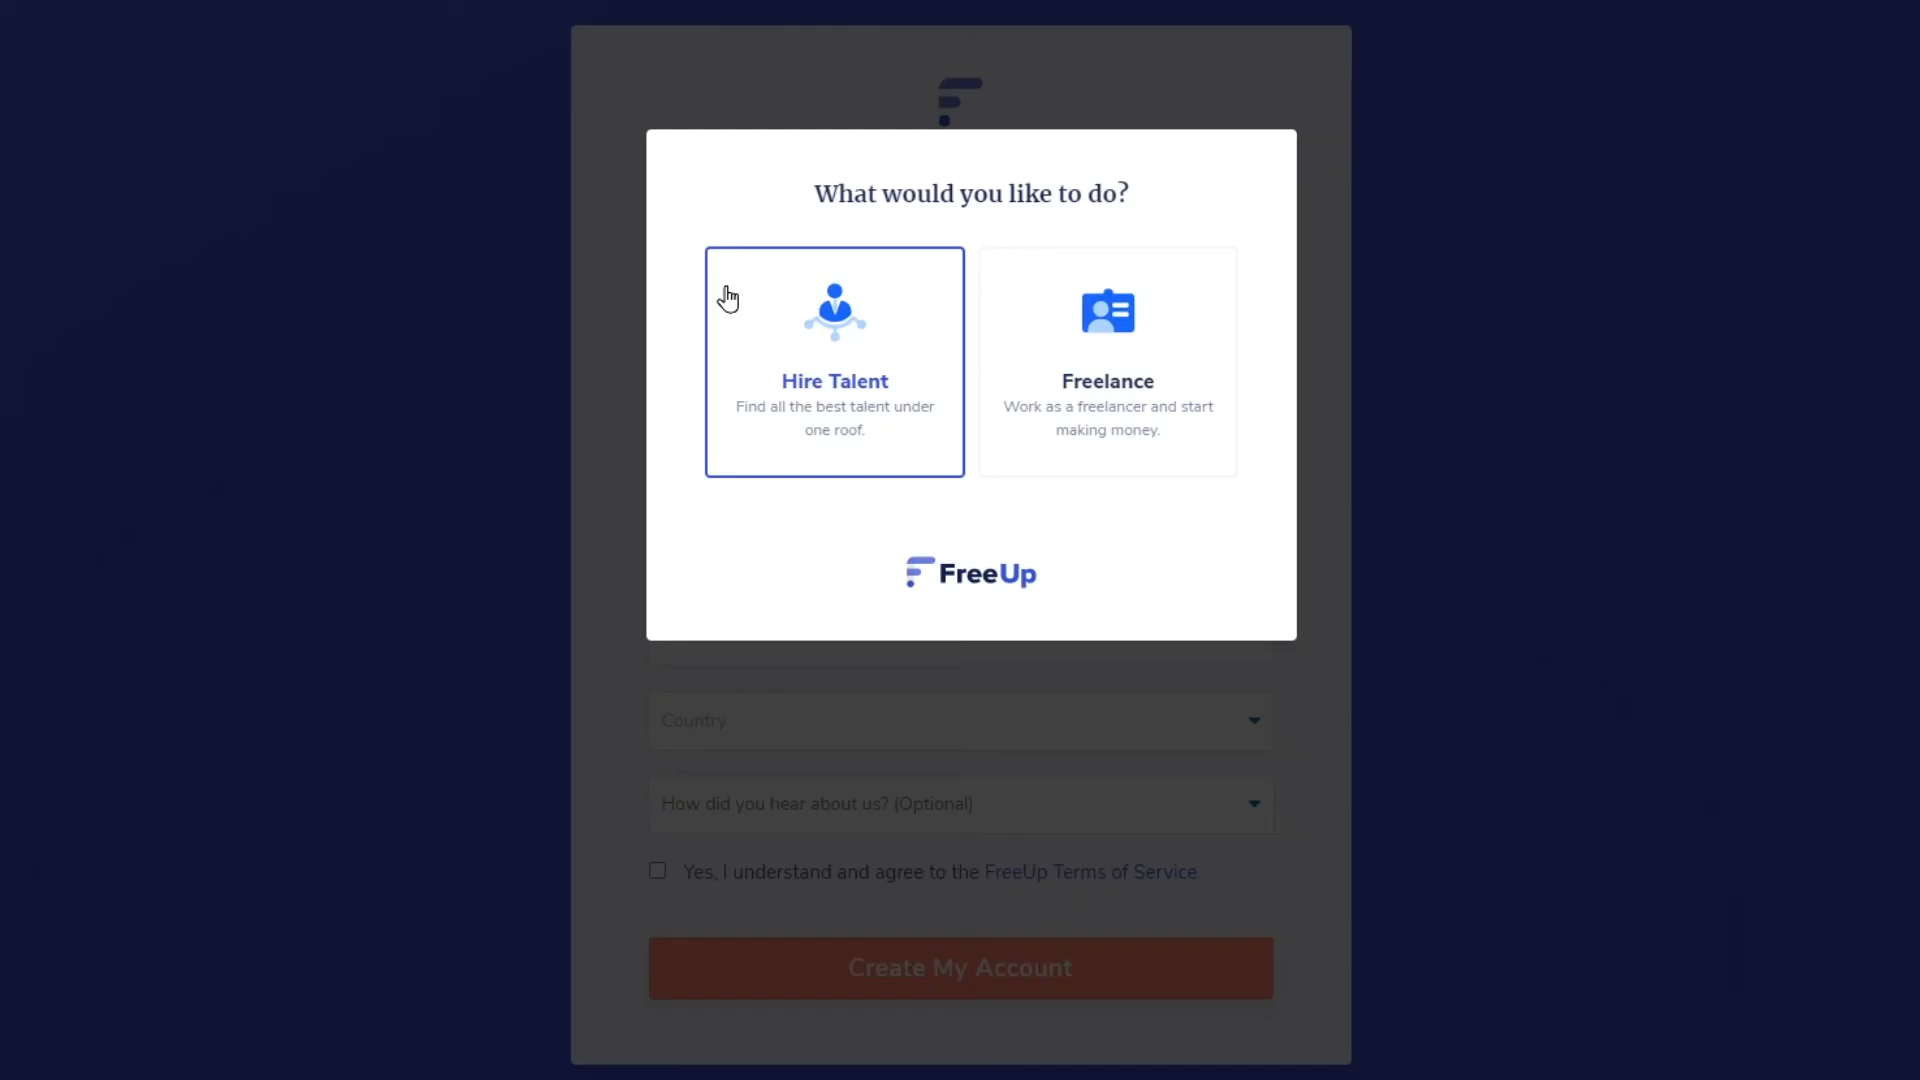 What would you like to do?
Hire Talent
Find all the best talent under
one roof.
Freelance
Work as a freelancer and start
making money.
FreeUp
Country
How did you hear about us? (Optional)
Yes, I understand and agree to the FreeUp Terms of Service.
Create My Account